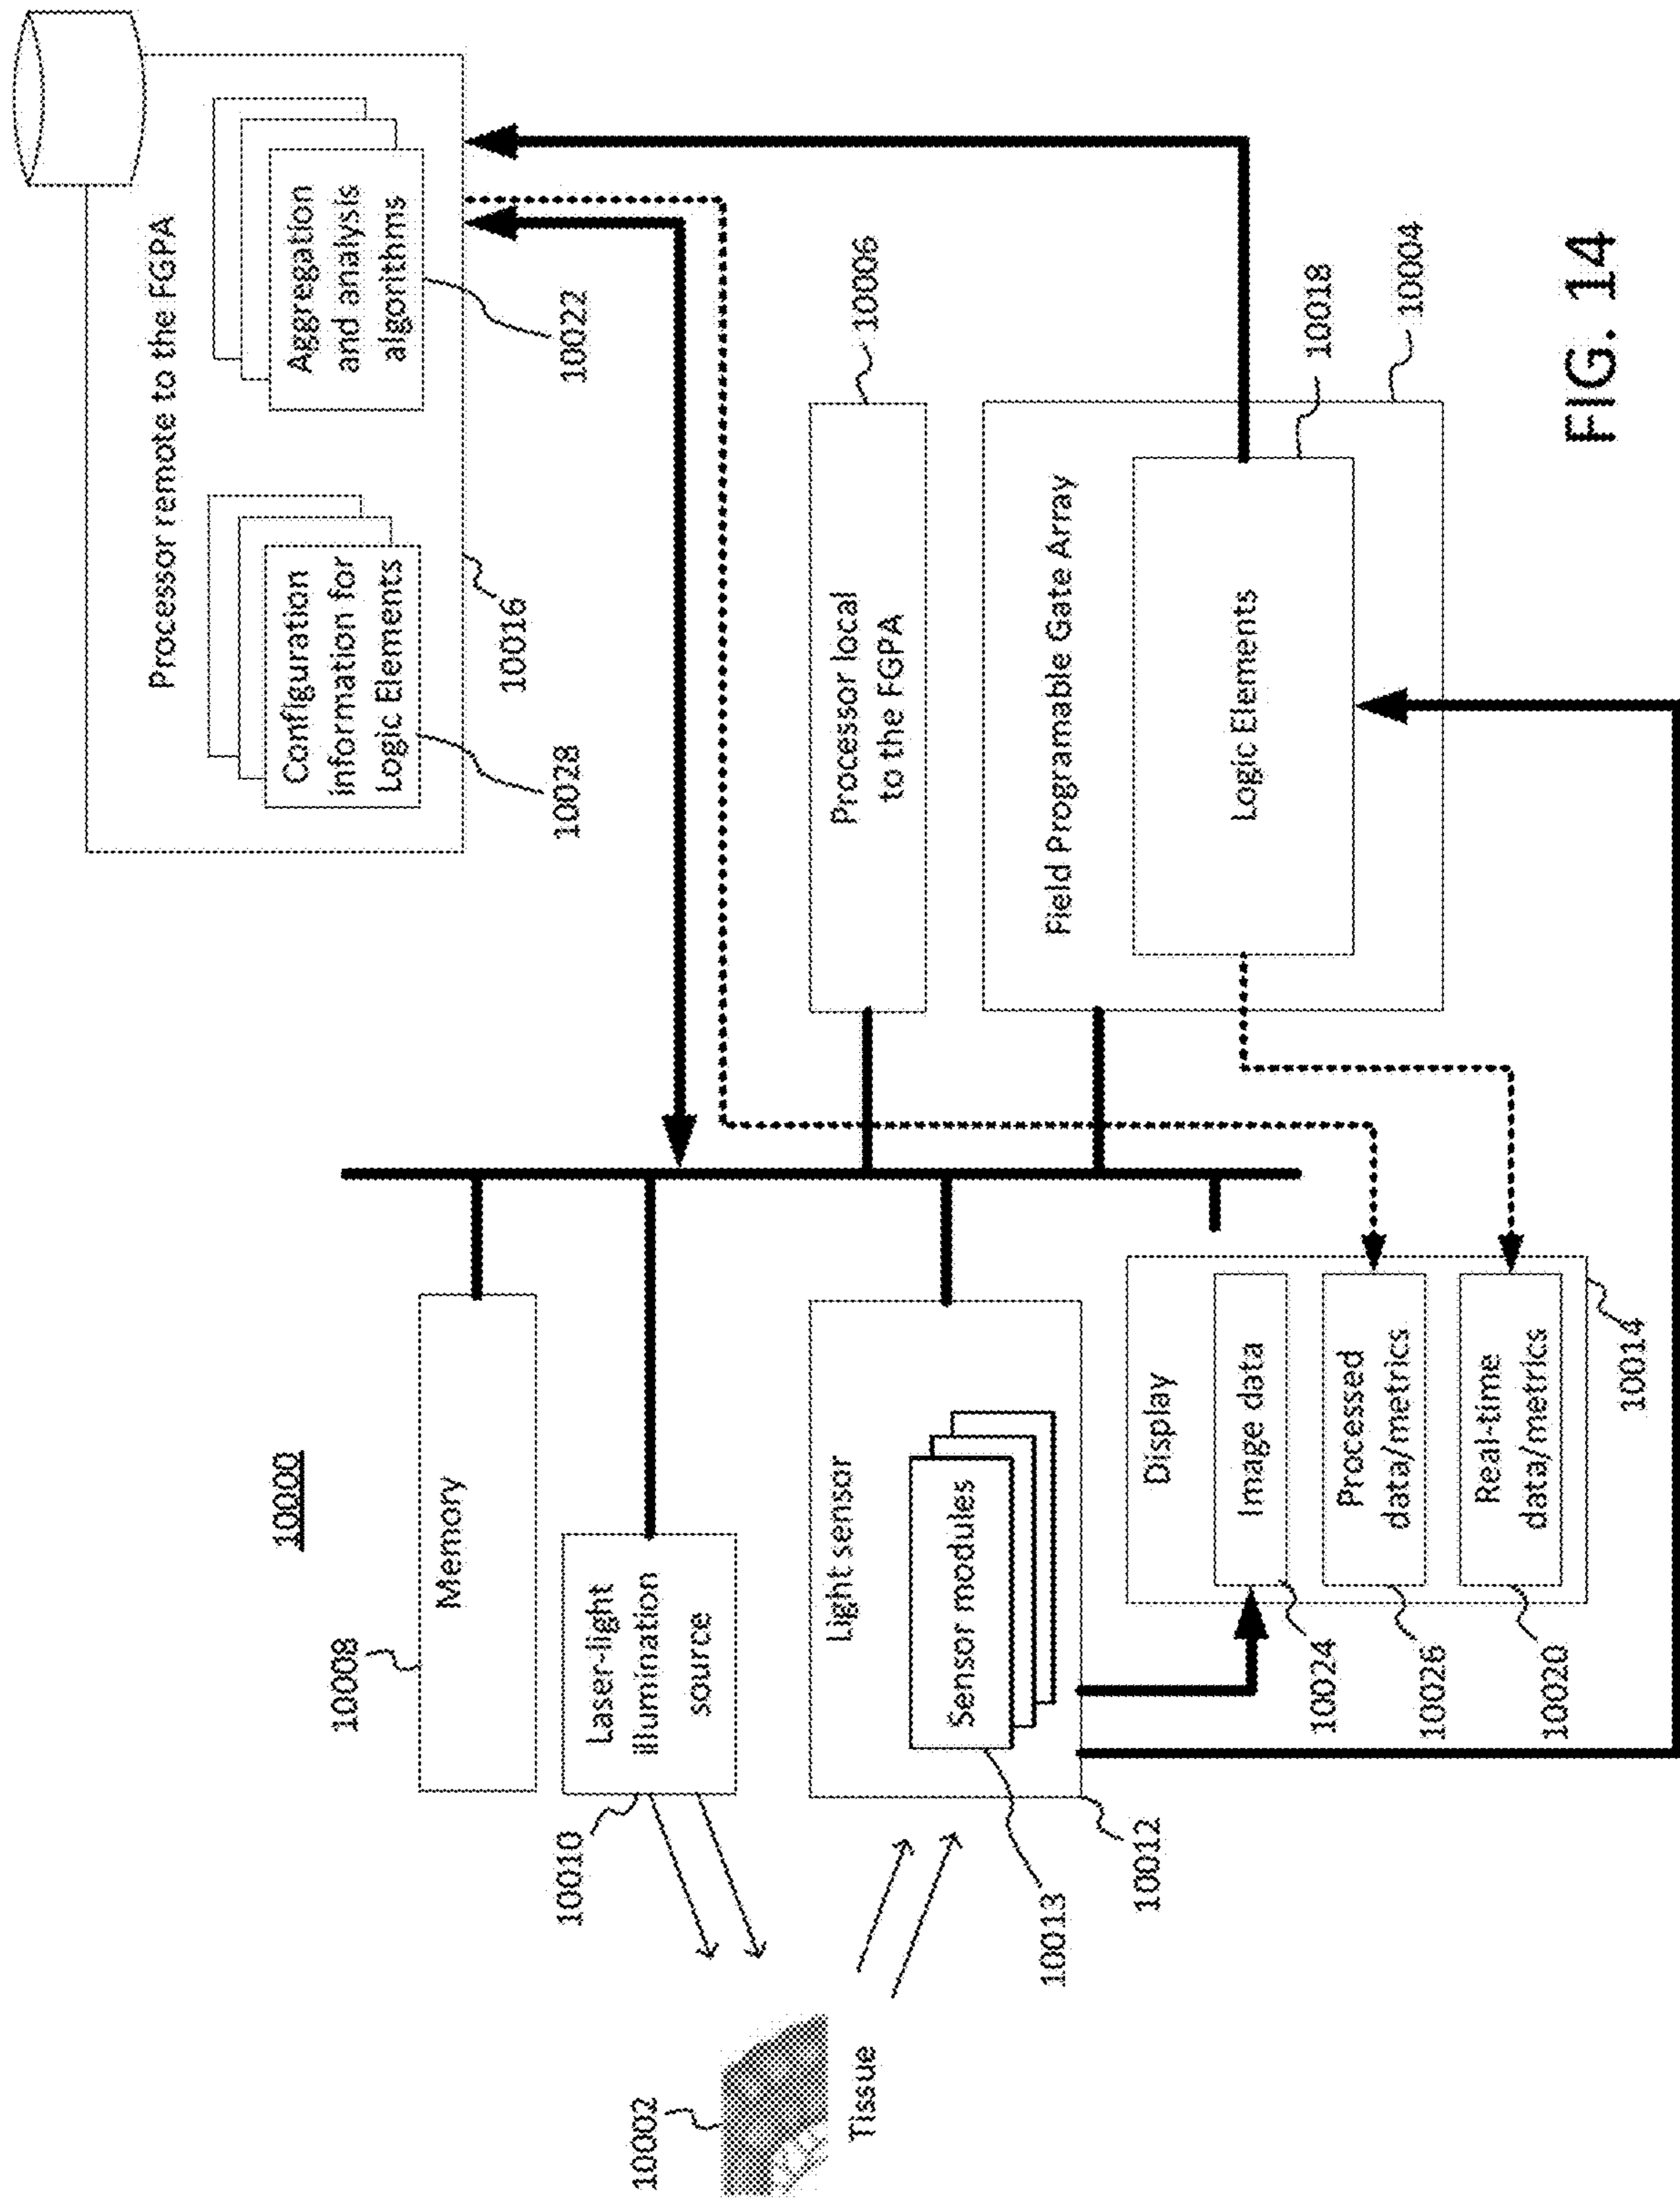 10000
Processor remote to the FGPA
Configuration
information for
Logic Elements
Aggregation
and analysis
algorithms
10028
10016
10022
10008
Memory
10010
Laser-light
illumination
source
10002
Tissue
Light sensor
Sensor modules
10013
10012
Processor local
to the FGPA
10006
Field Programable Gate Array
Logic Elements
10018
10004
Display
Image data
Processed
data/metrics
Real-time
data/metrics
10024
10026
10020
10014
FIG. 14